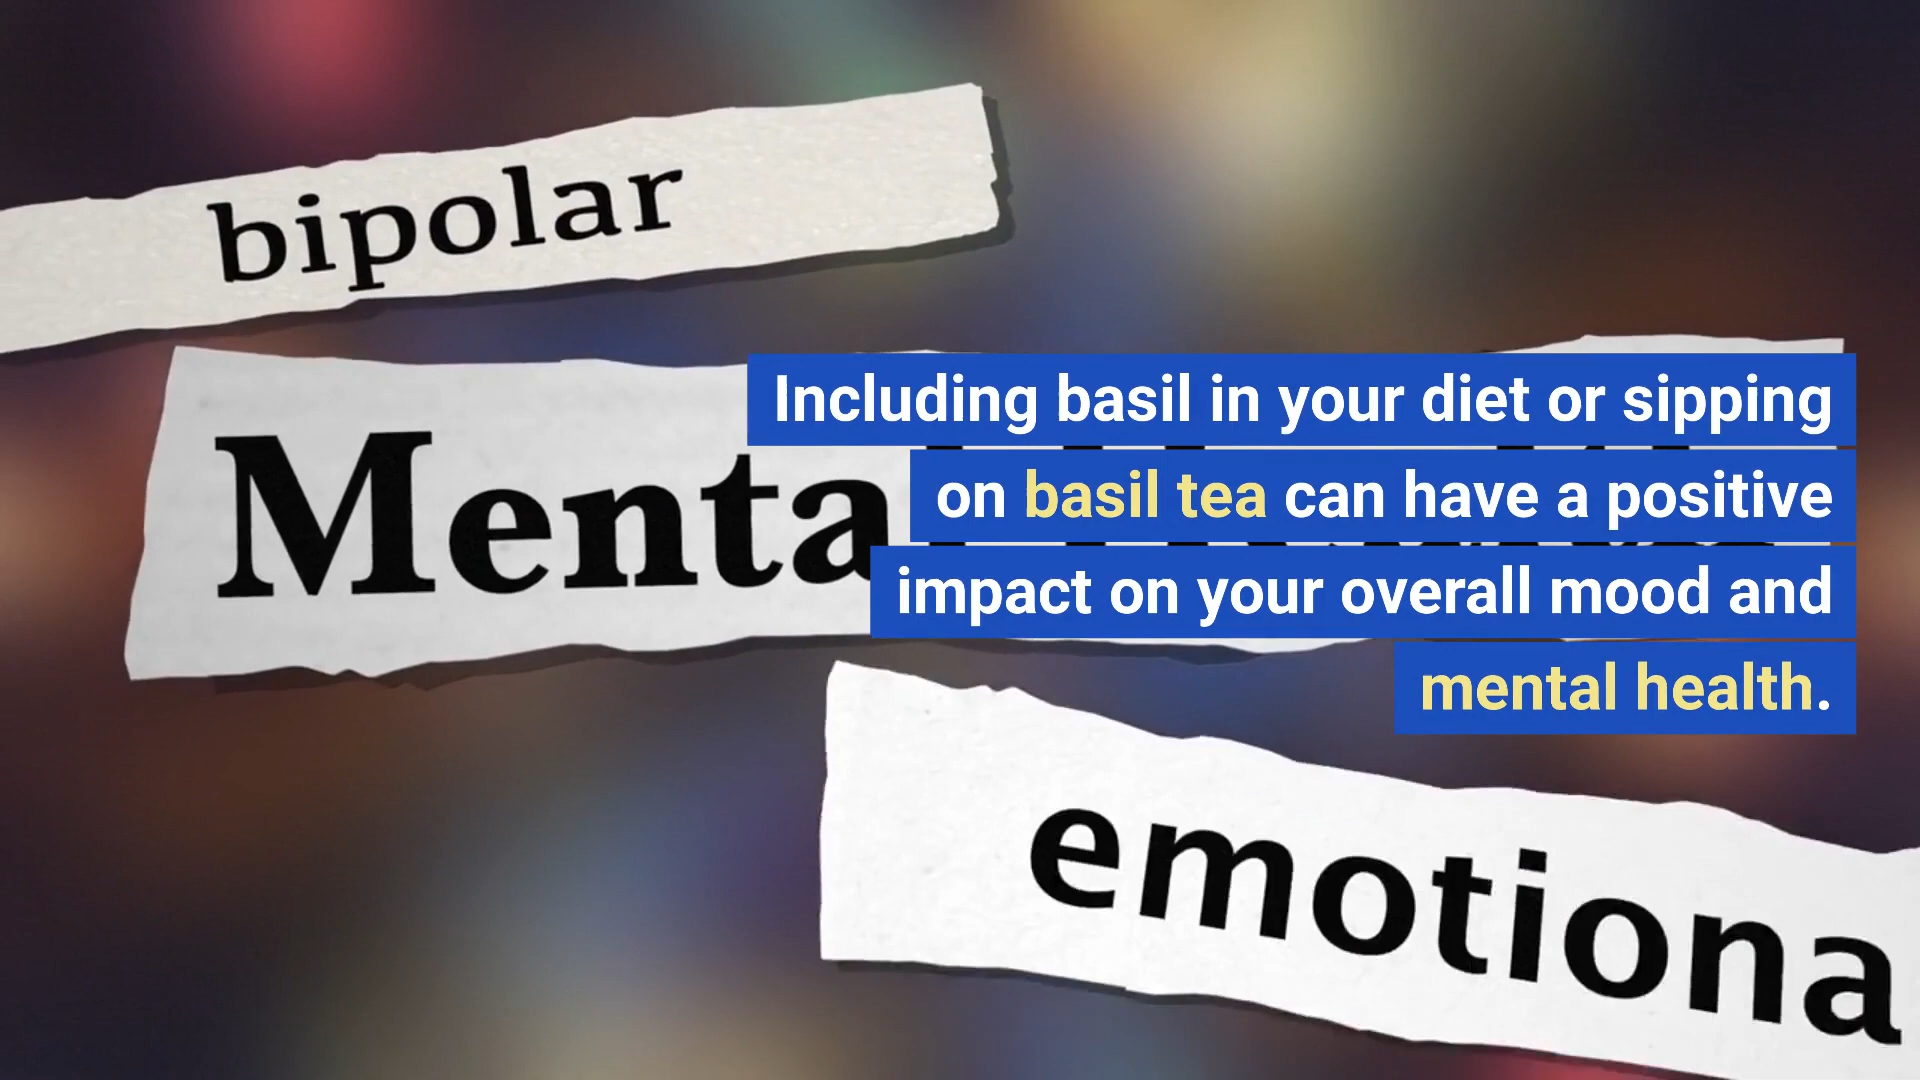 bipolar
Menta
Including basil in your diet or sipping
on basil tea can have a positive
impact on your overall mood and
mental health.
emotiona